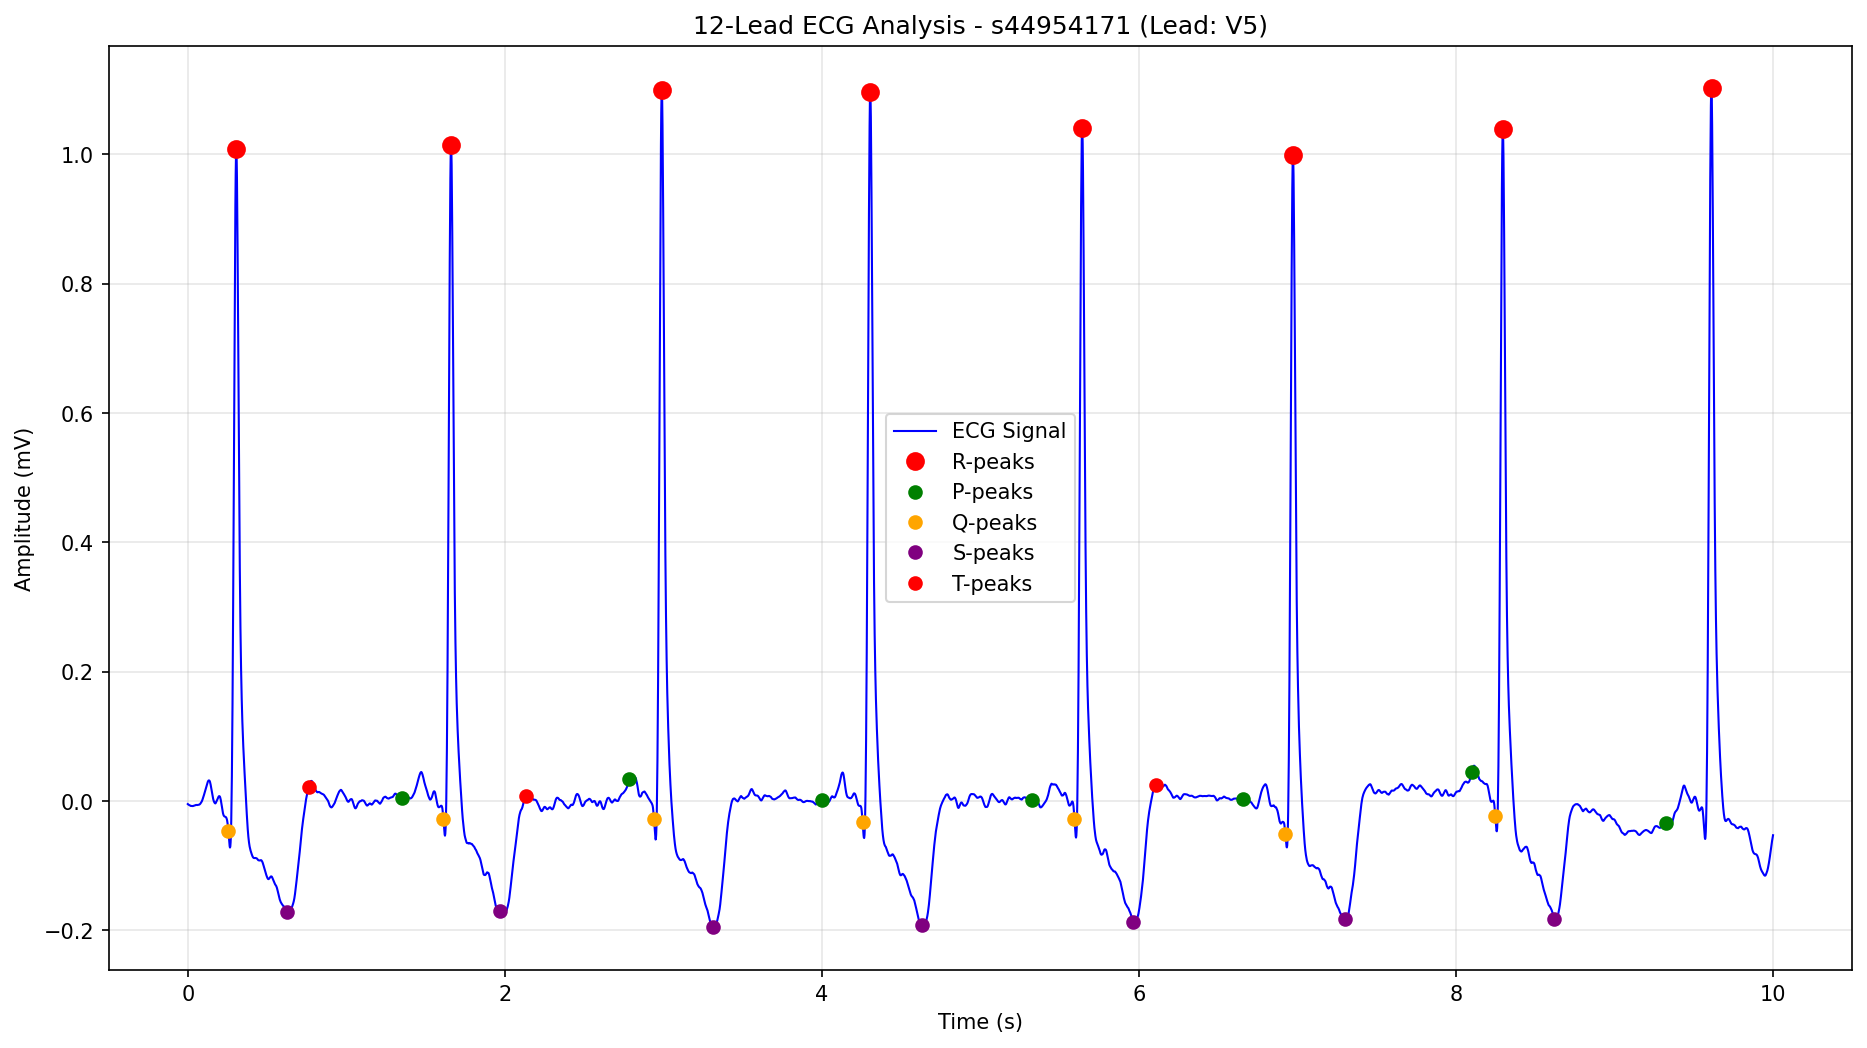 12-Lead ECG Analysis - s44954171 (Lead: V5)
Amplitude (mV)
1.0
0.8
0.6
0.4
0.2
0.0
−0.2
ECG Signal
R-peaks
P-peaks
Q-peaks
S-peaks
T-peaks
0 2 4 6 8 10
Time (s)